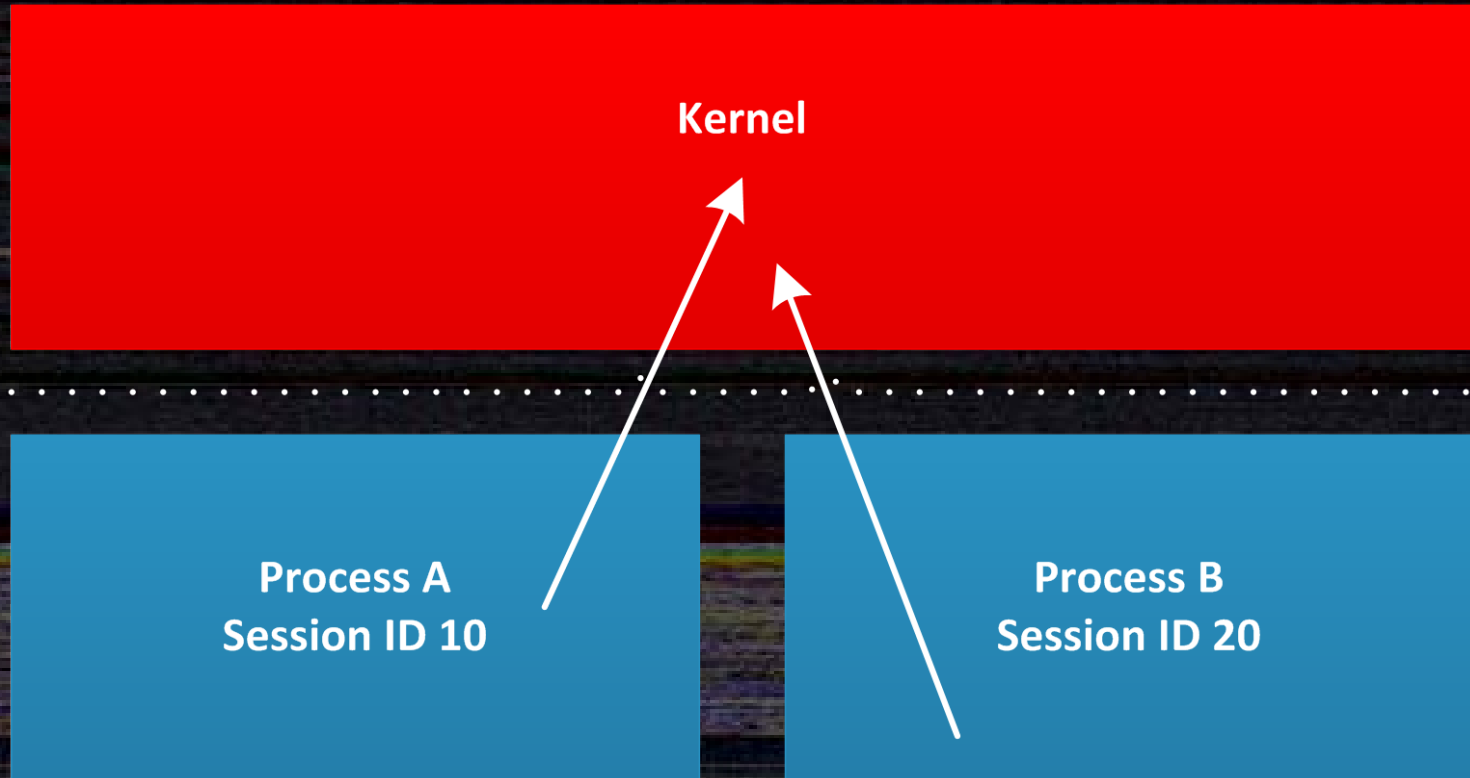 Kernel
Process A
Session ID 10
Process B
Session ID 20